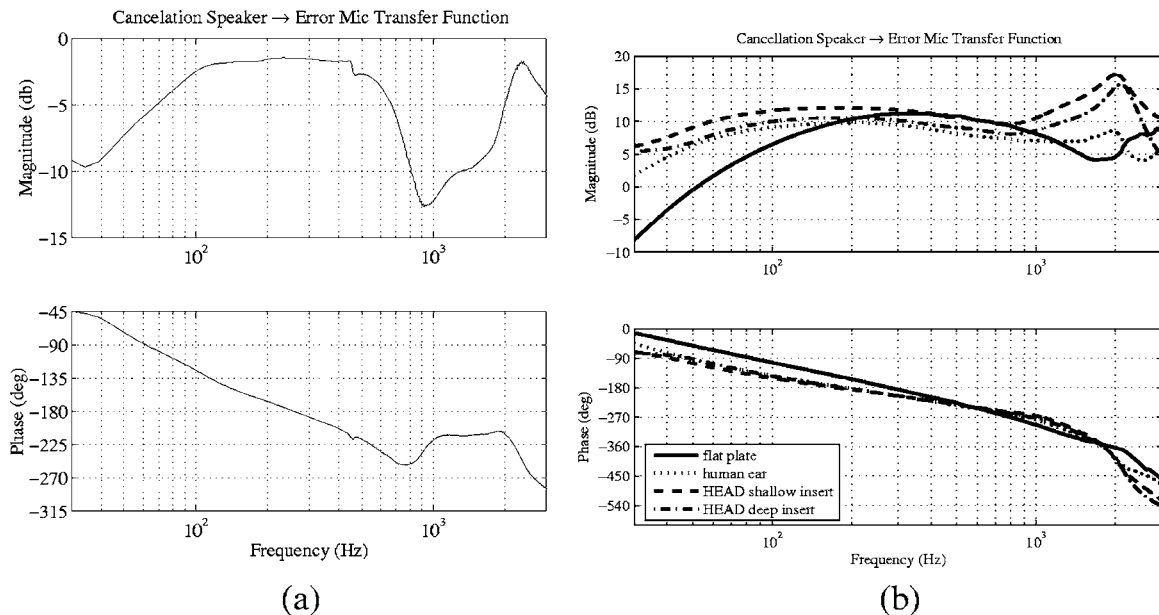 Cancelation Speaker → Error Mic Transfer Function
0
−5
−10
−15
Magnitude (db)
10^2
10^3
−45
−90
−135
−180
−225
−270
−315
Phase (deg)
10^2
10^3
Frequency (Hz)
(a)
Cancellation Speaker → Error Mic Transfer Function
20
15
10
5
0
−5
−10
Magnitude (dB)
10^2
10^3
0
−90
−180
−270
−360
−450
−540
Phase (deg)
flat plate
human ear
HEAD shallow insert
HEAD deep insert
10^2
10^3
Frequency (Hz)
(b)